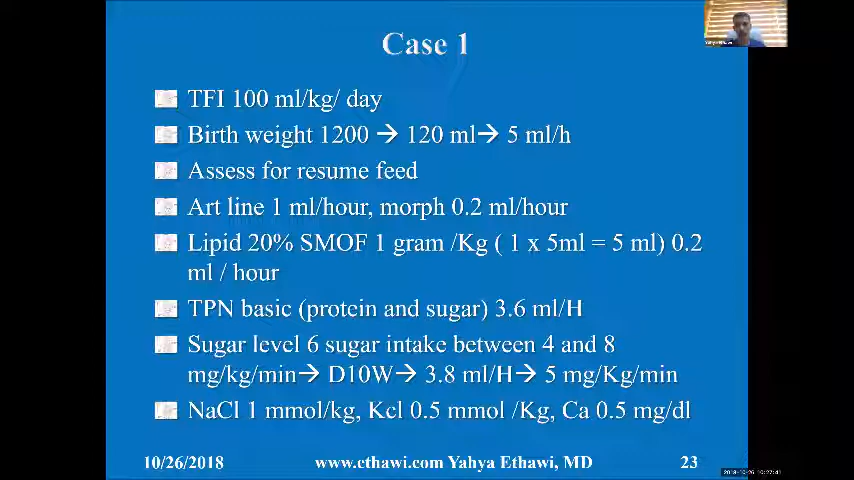 Case 1
TFI 100 ml/kg/ day
Birth weight 1200 → 120 ml→ 5 ml/h
Assess for resume feed
Art line 1 ml/hour, morph 0.2 ml/hour
Lipid 20% SMOF 1 gram /Kg ( 1 x 5ml = 5 ml) 0.2
ml / hour
TPN basic (protein and sugar) 3.6 ml/H
Sugar level 6 sugar intake between 4 and 8
mg/kg/min→ D10W→ 3.8 ml/H→ 5 mg/Kg/min
NaCl 1 mmol/kg, Kcl 0.5 mmol /Kg, Ca 0.5 mg/dl
10/26/2018 www.ethawi.com Yahya Ethawi, MD 23